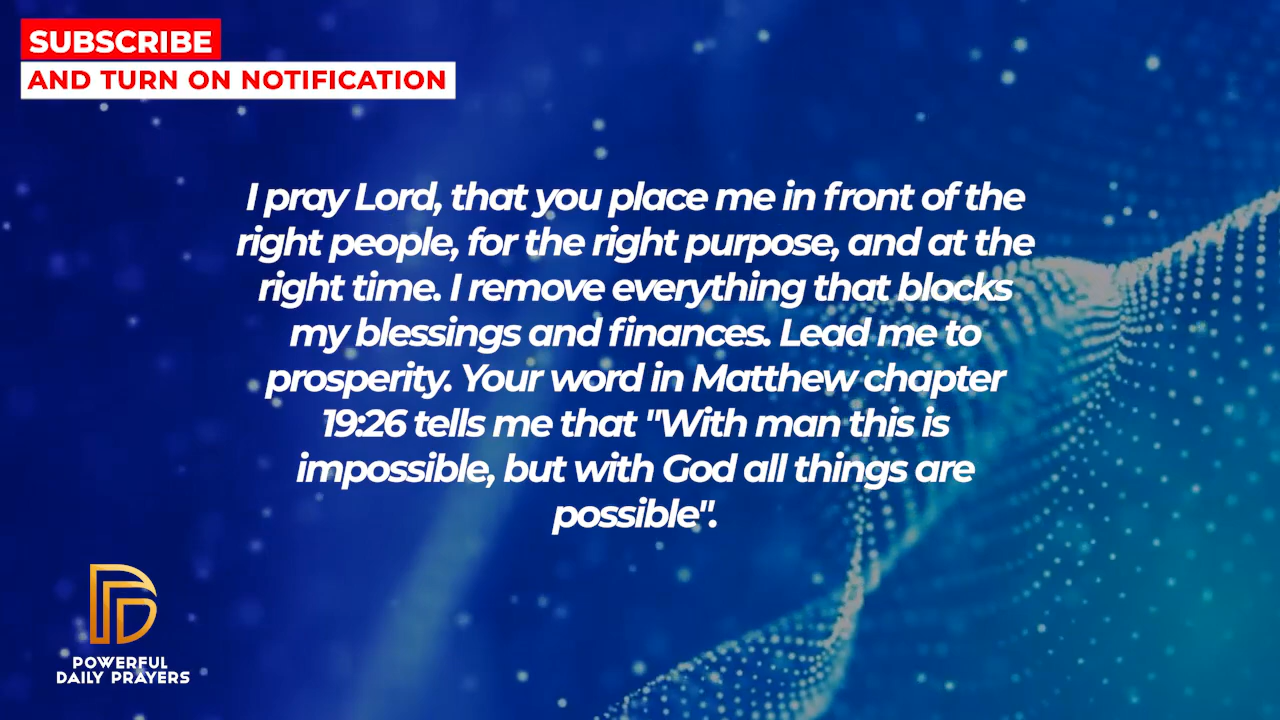 SUBSCRIBE
AND TURN ON NOTIFICATION
I pray Lord, that you place me in front of the
right people, for the right purpose, and at the
right time. I remove everything that blocks
my blessings and finances. Lead me to
prosperity. Your word in Matthew chapter
19:26 tells me that "With man this is
impossible, but with God all things are
possible".
POWERFUL
DAILY PRAYERS